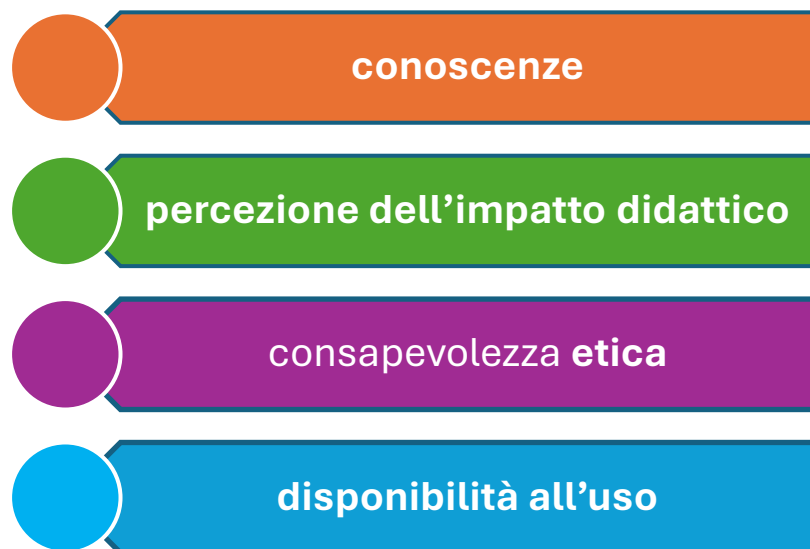 conoscenze
percezione dell’impatto didattico
consapevolezza etica
disponibilità all’uso